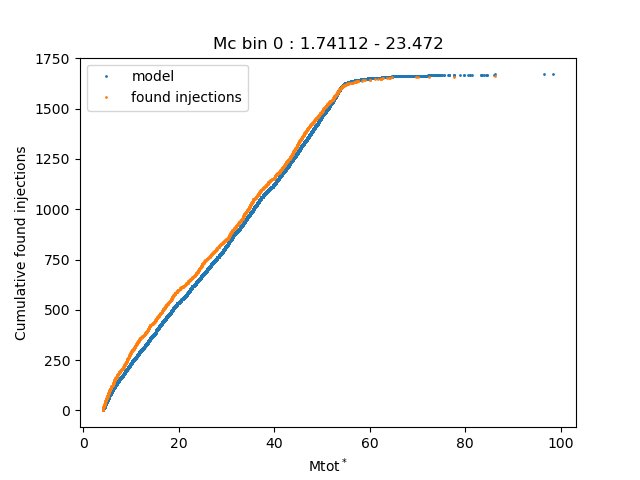 Mc bin 0 : 1.74112 - 23.472
1750
1500
1250
1000
750
500
250
0
Cumulative found injections
model
found injections
0 20 40 60 80 100
Mtot*